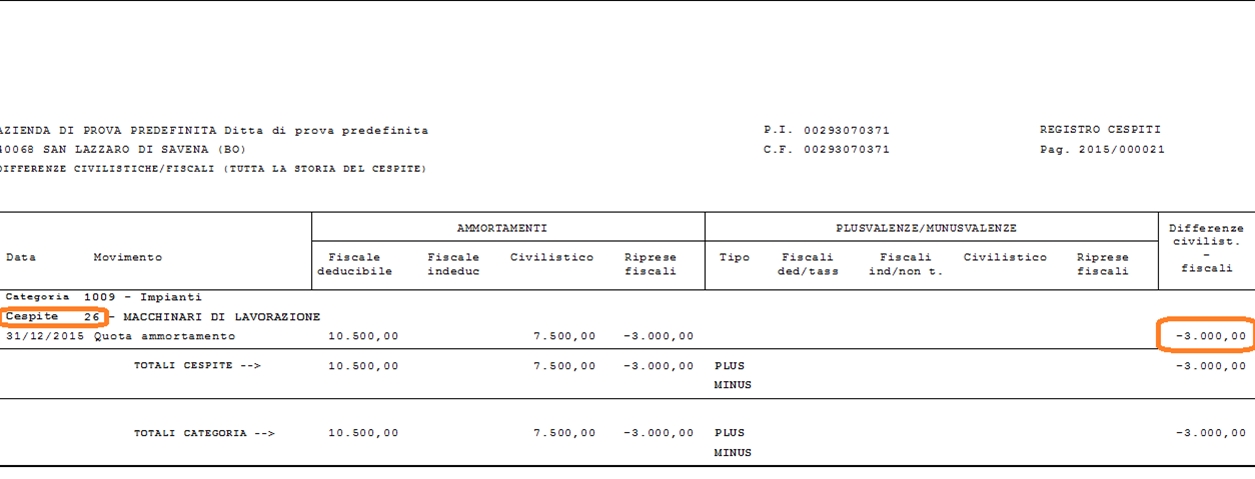 AZIENDA DI PROVA PREDEFINITA Ditta di prova predefinita P.I. 00293070371 REGISTRO CESPITI
40068 SAN LAZZARO DI SAVENA (BO) C.F. 00293070371 Pag. 2015/000021
DIFFERENZE CIVILISTICHE/FISCALI (TUTTA LA STORIA DEL CESPITE)
AMMORTAMENTI PLUSVALENZE/MUNUSVALENZE Differenze
civilist.
Data Movimento Fiscale Fiscale Civilistico Riprese Tipo Fiscali Fiscali Civilistico Riprese -
deducibile indeduc fiscali ded/tass ind/non t. fiscali fiscali
Categoria 1009 - Impianti
Cespite 26 - MACCHINARI DI LAVORAZIONE
31/12/2015 Quota ammortamento 10.500,00 7.500,00 -3.000,00 -3.000,00
TOTALI CESPITE --> 10.500,00 7.500,00 -3.000,00 PLUS -3.000,00
MINUS
TOTALI CATEGORIA --> 10.500,00 7.500,00 -3.000,00 PLUS -3.000,00
MINUS